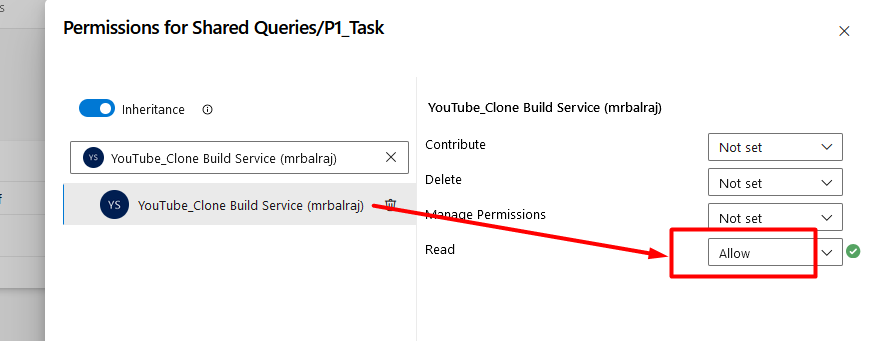 s
Permissions for Shared Queries/P1_Task
Inheritance
YS YouTube_Clone Build Service (mrbalraj)
YS YouTube_Clone Build Service (mrbalraj)
f
YouTube_Clone Build Service (mrbalraj)
Contribute Not set
Delete Not set
Manage Permissions Not set
Read Allow